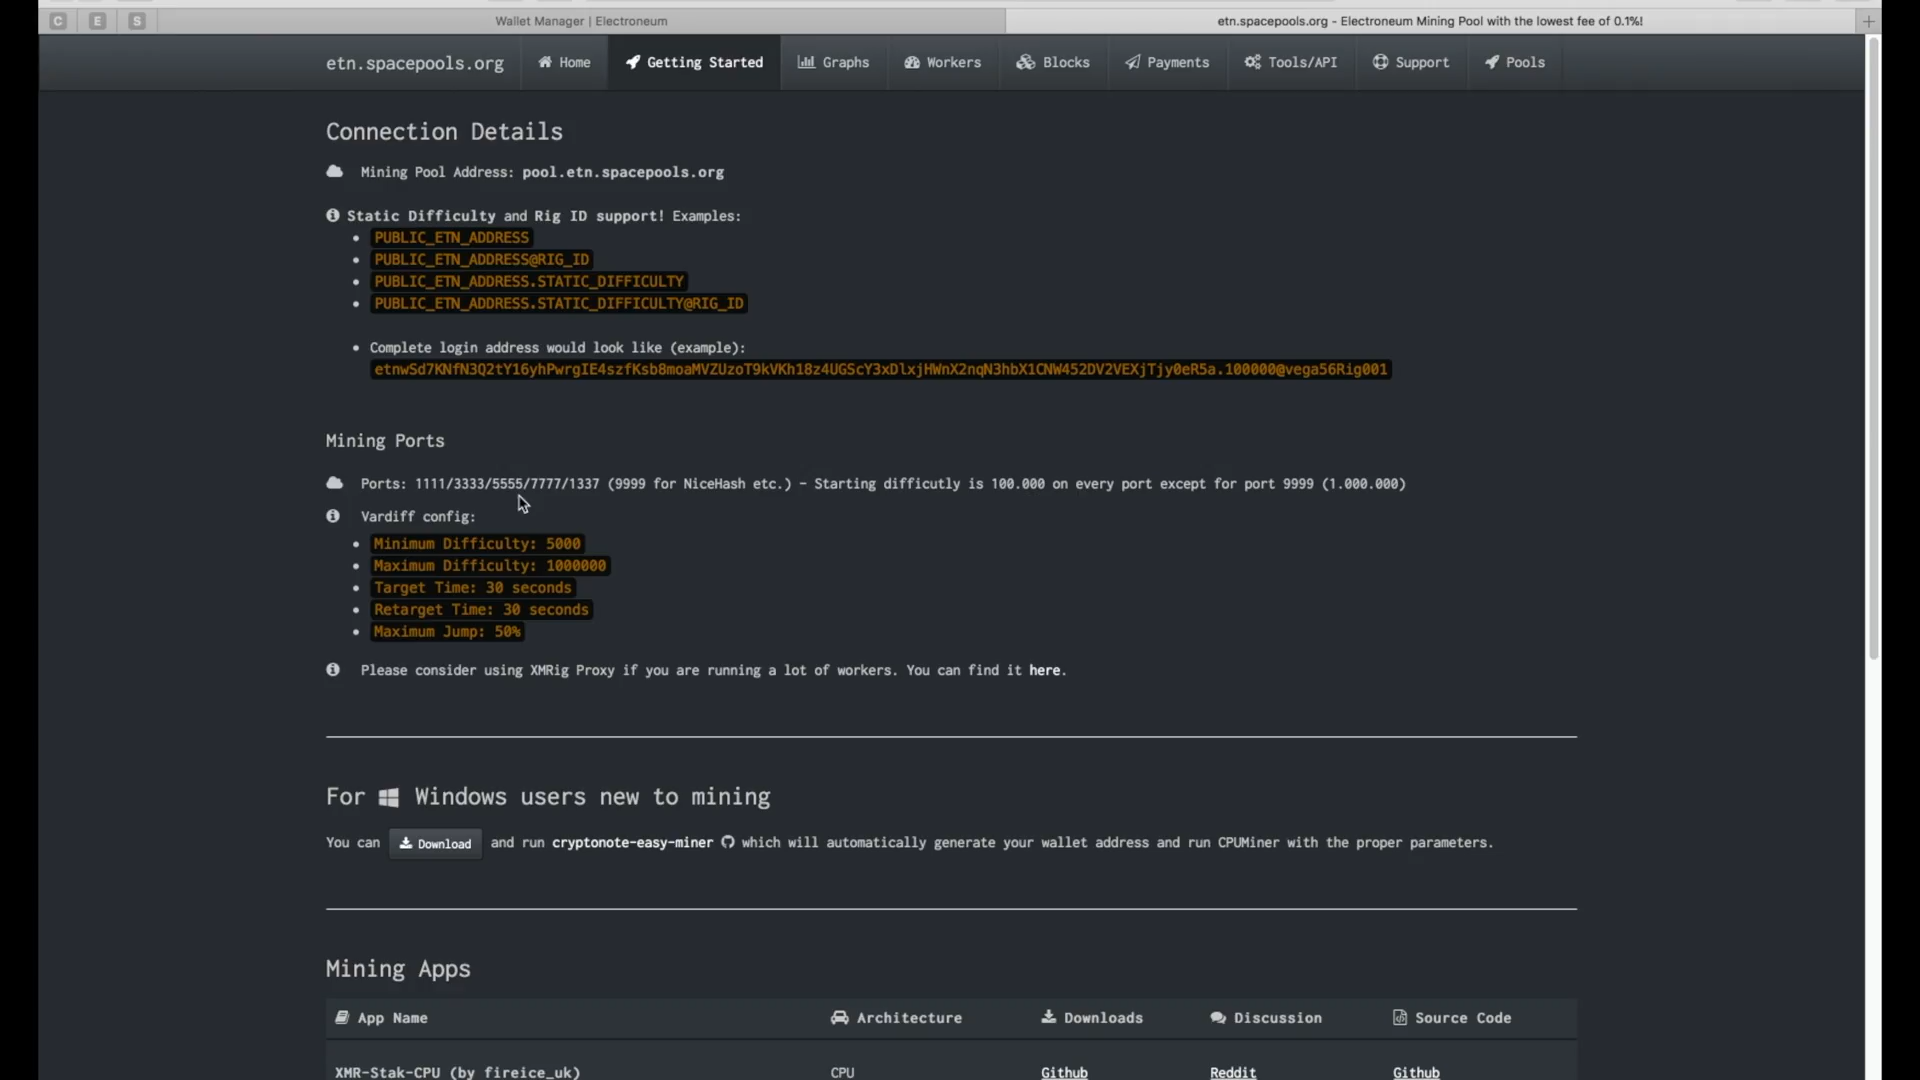 C E S Wallet Manager | Electroneum etn.spacepools.org - Electroneum Mining Pool with the lowest fee of 0.1%!
etn.spacepools.org Home Getting Started Graphs Workers Blocks Payments Tools/API Support Pools
Connection Details
Mining Pool Address: pool.etn.spacepools.org
Static Difficulty and Rig ID support! Examples:
PUBLIC_ETN_ADDRESS
PUBLIC_ETN_ADDRESS@RIG_ID
PUBLIC_ETN_ADDRESS.STATIC_DIFFICULTY
PUBLIC_ETN_ADDRESS.STATIC_DIFFICULTY@RIG_ID
Complete login address would look like (example):
etnwSd7KNfN3Q2tY16yhPwrgIE4szfKsb8moaMVZUzoT9kVKh18z4UGScY3xDlxjHWnX2nqN3hbX1CNW452DV2VEXjTjy0eR5a.100000@vega56Rig001
Mining Ports
Ports: 1111/3333/5555/7777/1337 (9999 for NiceHash etc.) - Starting difficutly is 100.000 on every port except for port 9999 (1.000.000)
Vardiff config:
Minimum Difficulty: 5000
Maximum Difficulty: 1000000
Target Time: 30 seconds
Retarget Time: 30 seconds
Maximum Jump: 50%
Please consider using XMRig Proxy if you are running a lot of workers. You can find it here.
For Windows users new to mining
You can Download and run cryptonote-easy-miner which will automatically generate your wallet address and run CPUMiner with the proper parameters.
Mining Apps
App Name Architecture Downloads Discussion Source Code
XMR-Stak-CPU (by fireice_uk) CPU Github Reddit Github